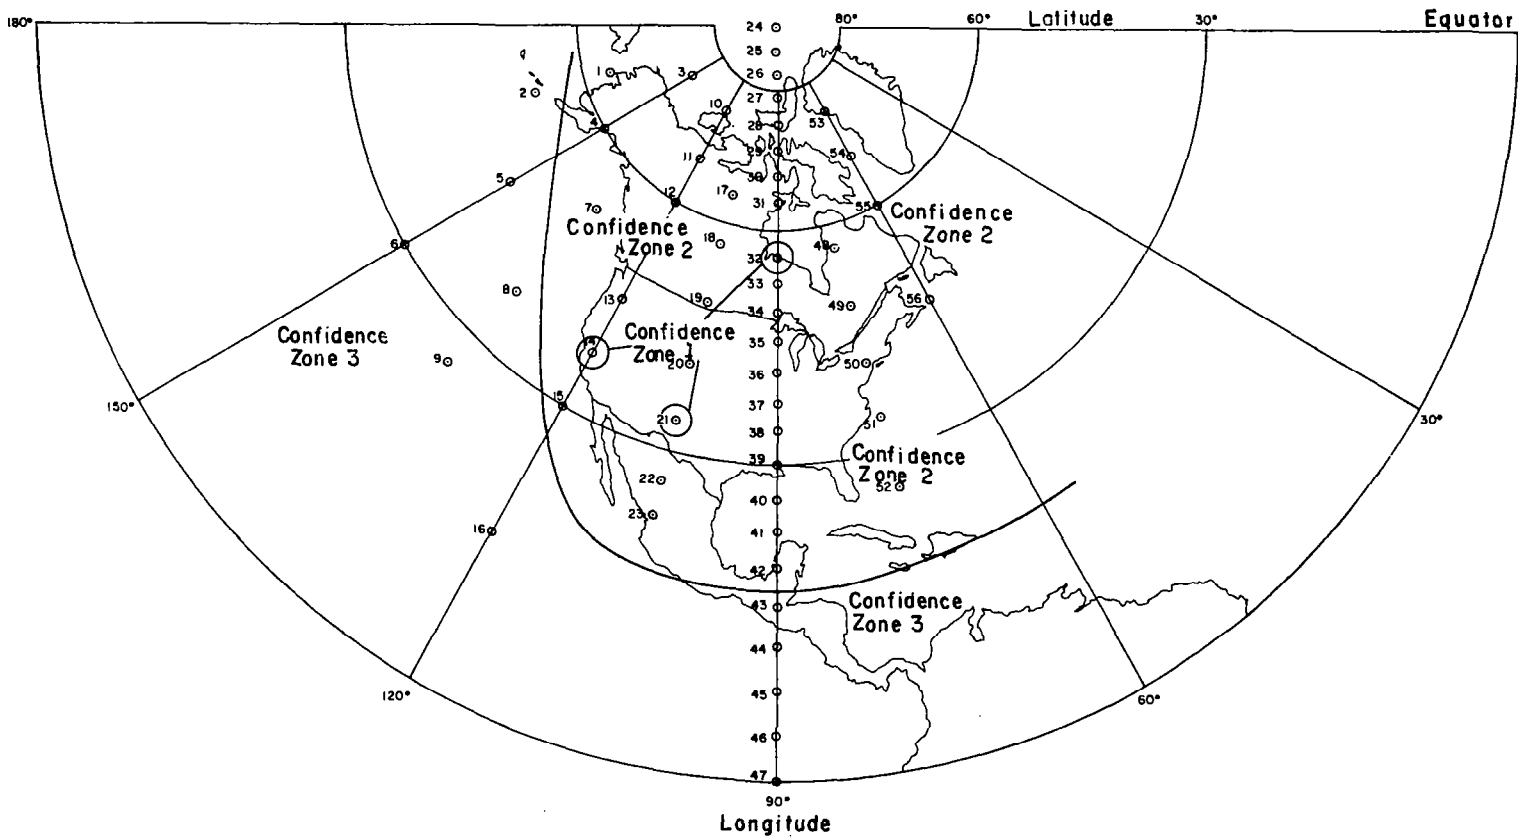 180° 80° 60° Latitude 30° Equator
24
25
1 3 26
2
27
10
4 28 53
11 29 54
5 30
12 17
7 31 55
Confidence
Zone 2
Confidence
Zone 2
18 48
6 32
33
8 13 19 49 56
34
Confidence
Zone 3
Confidence
Zone 1
14 35
9 20 50
36
15 37
150° 30°
21 51
38
39
Confidence
Zone 2
22 52
40
23
16 41
42
43
Confidence
Zone 3
44
45
120° 60°
46
47
90°
Longitude